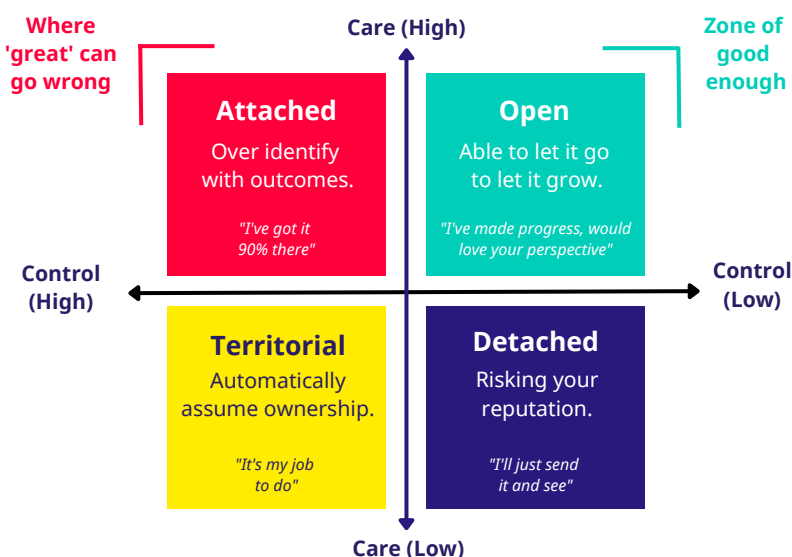 Where
'great' can
go wrong
Care (High)
Zone of
good
enough
Attached
Over identify
with outcomes.
"I've got it
90% there"
Open
Able to let it go
to let it grow.
"I've made progress, would
love your perspective"
Control
(High)
Control
(Low)
Territorial
Automatically
assume ownership.
"It's my job
to do"
Detached
Risking your
reputation.
"I'll just send
it and see"
Care (Low)